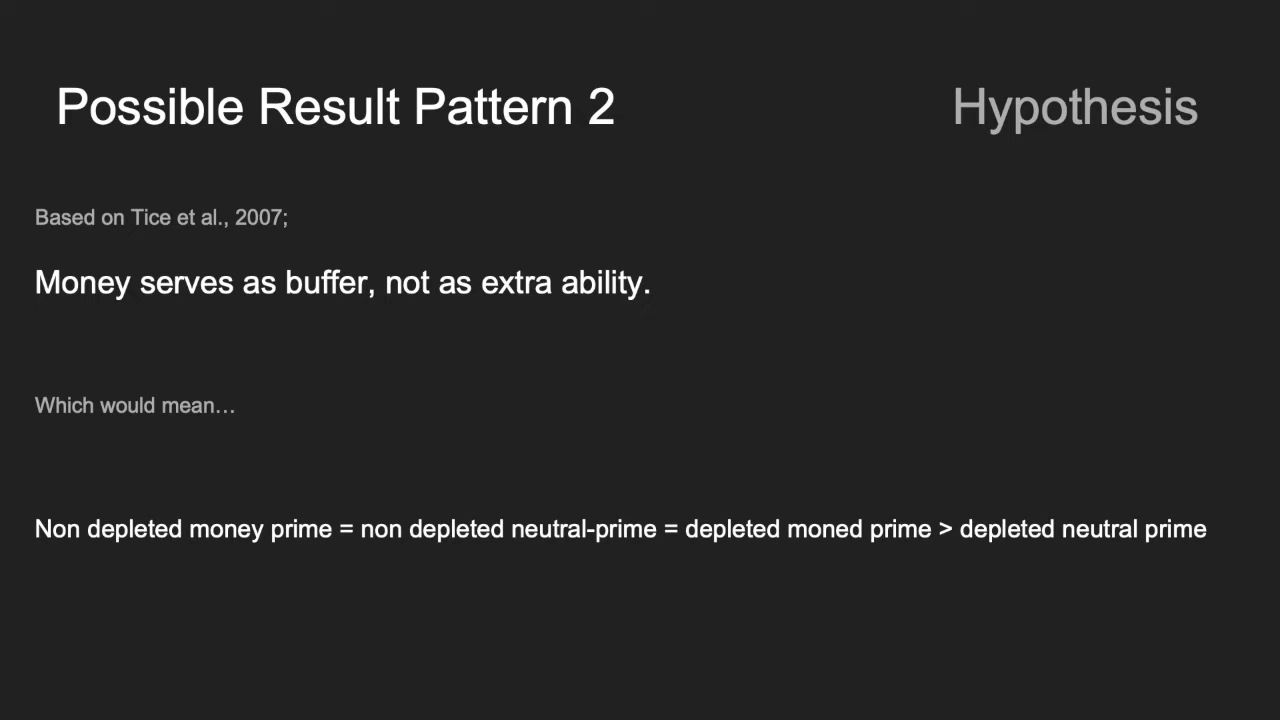 Possible Result Pattern 2
Hypothesis
Based on Tice et al., 2007;
Money serves as buffer, not as extra ability.
Which would mean…
Non depleted money prime = non depleted neutral-prime = depleted moned prime > depleted neutral prime